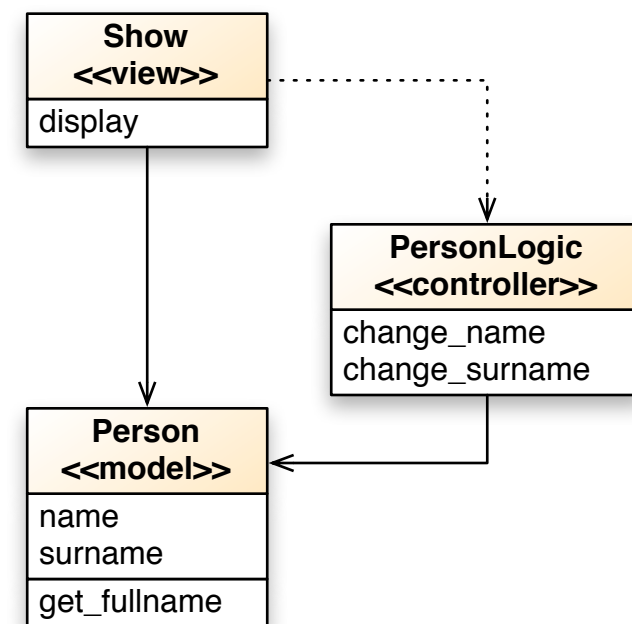 Show
<<view>>
display
PersonLogic
<<controller>>
change_name
change_surname
Person
<<model>>
name
surname
get_fullname